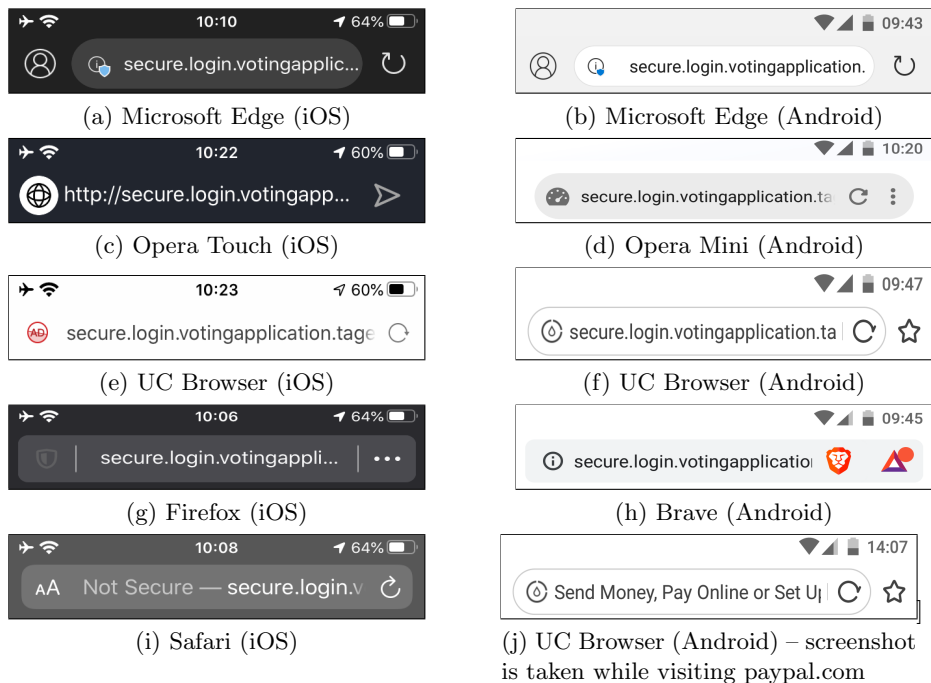 10:10 64%
secure.login.votingapplic...
(a) Microsoft Edge (iOS)
09:43
secure.login.votingapplication.
(b) Microsoft Edge (Android)
10:22 60%
http://secure.login.votingapp...
(c) Opera Touch (iOS)
10:20
secure.login.votingapplication.ta
(d) Opera Mini (Android)
10:23 60%
AD secure.login.votingapplication.tage
(e) UC Browser (iOS)
09:47
secure.login.votingapplication.ta
(f) UC Browser (Android)
10:06 64%
secure.login.votingappli...
(g) Firefox (iOS)
09:45
secure.login.votingapplicatio
(h) Brave (Android)
10:08 64%
AA Not Secure — secure.login.v
(i) Safari (iOS)
14:07
Send Money, Pay Online or Set Up
(j) UC Browser (Android) – screenshot
is taken while visiting paypal.com